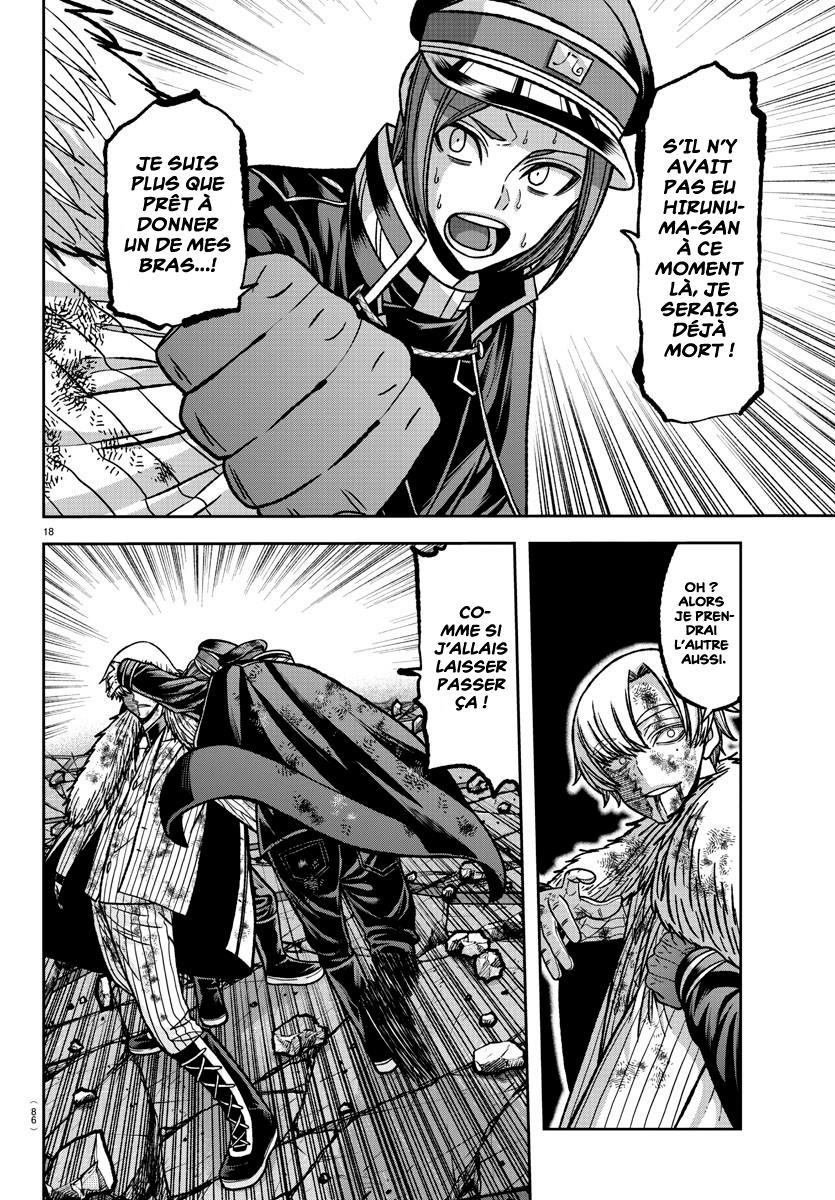 S'IL N'Y
AVAIT
PAS EU
HIRUNU-
MA-SAN
À CE
MOMENT
LÀ, JE
SERAIS
DÉJÀ
MORT !
JE SUIS
PLUS QUE
PRÊT À
DONNER
UN DE MES
BRAS...!
18
OH ?
ALORS
JE PREN-
DRAI
L'AUTRE
AUSSI.
CO-
MME SI
J'ALLAIS
LAISSER
PASSER
ÇA !
(86)